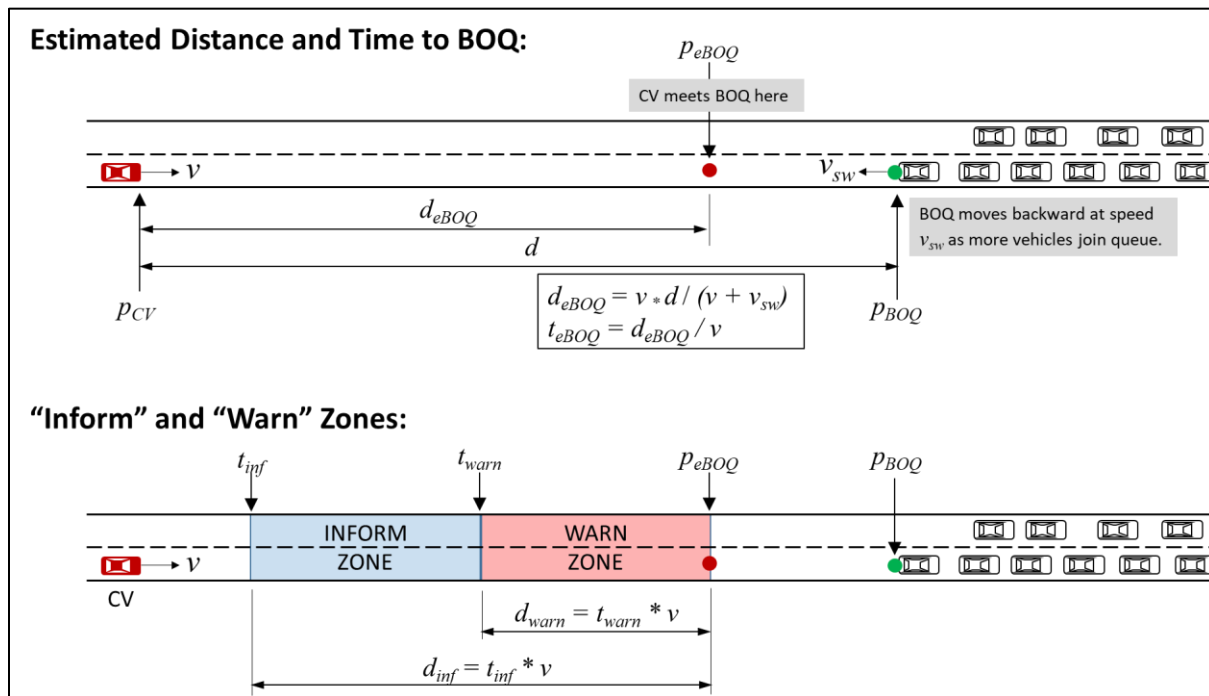 Estimated Distance and Time to BOQ:
p_eBOQ
CV meets BOQ here
v
v_sw
d_eBOQ
BOQ moves backward at speed
v_sw as more vehicles join queue.
d
p_CV
d_eBOQ = v * d / (v + v_sw)
t_eBOQ = d_eBOQ / v
p_BOQ
“Inform” and “Warn” Zones:
t_inf
t_warn
p_eBOQ
p_BOQ
INFORM
ZONE
WARN
ZONE
v
CV
d_warn = t_warn * v
d_inf = t_inf * v